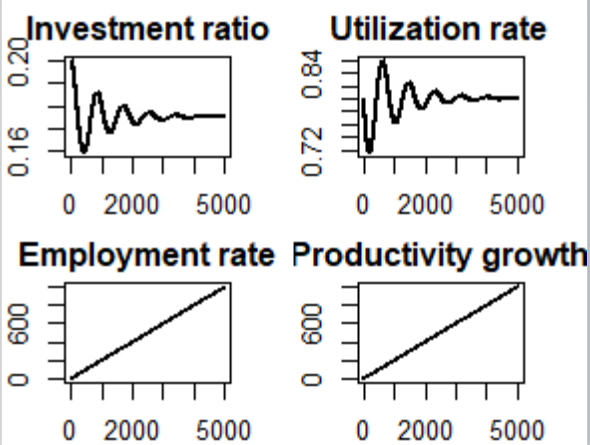 Investment ratio
0.20
0.16
0 2000 5000
Utilization rate
0.84
0.72
0 2000 5000
Employment rate
600
0
0 2000 5000
Productivity growth
600
0
0 2000 5000